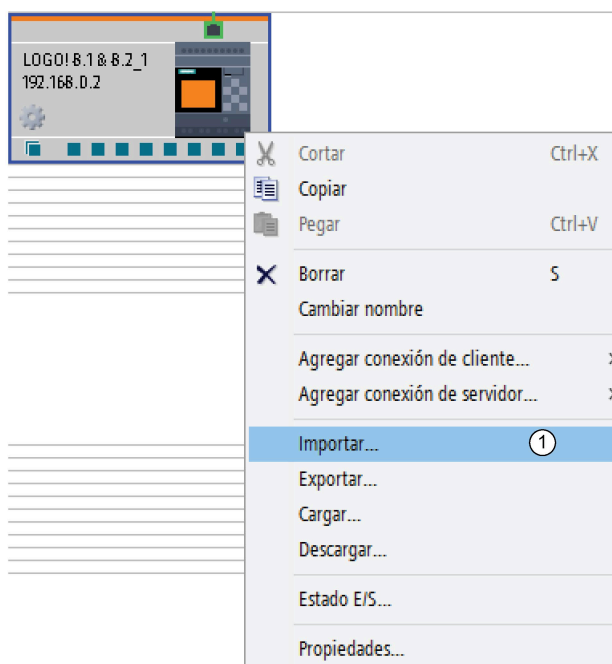 LOGO! 8.1 & 8.2_1
192.168.0.2
Cortar Ctrl+X
Copiar
Pegar Ctrl+V
Borrar S
Cambiar nombre
Agregar conexión de cliente...
Agregar conexión de servidor...
Importar... 1
Exportar...
Cargar...
Descargar...
Estado E/S...
Propiedades...